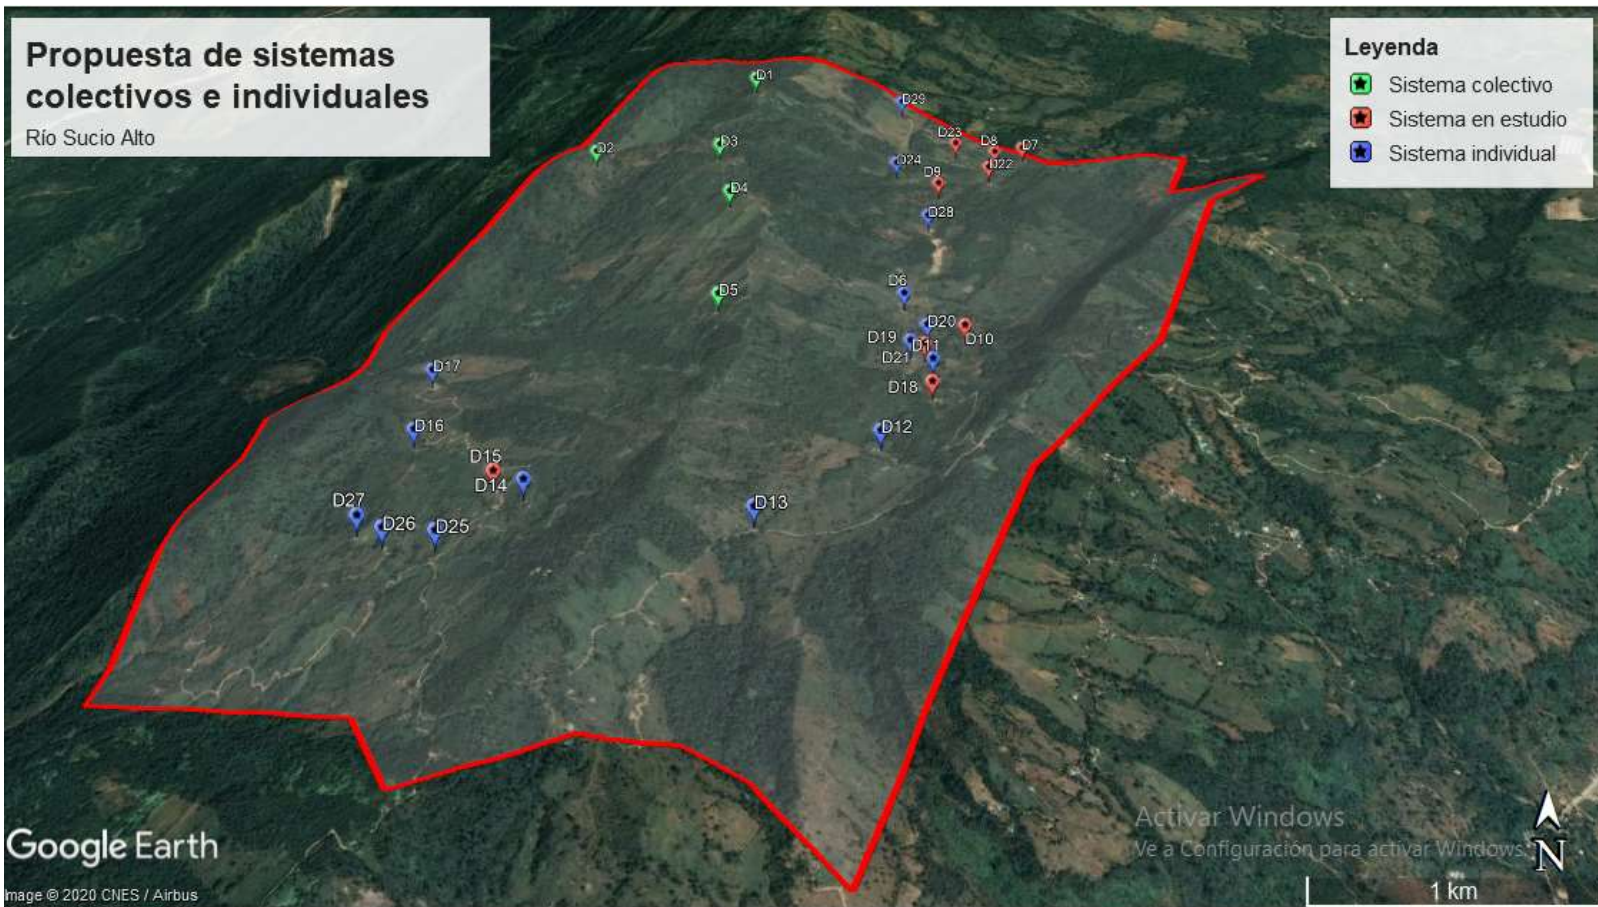 Propuesta de sistemas
colectivos e individuales
Río Sucio Alto
Leyenda
Sistema colectivo
Sistema en estudio
Sistema individual
D1
D29
D2
D3
D23
D8
D7
D24
D22
D9
D4
D28
D5
D6
D20
D19
D11
D10
D21
D18
D17
D16
D12
D15
D14
D27
D26
D25
D13
Activar Windows
Ve a Configuración para activar Windows.
Google Earth
N
1 km
Image © 2020 CNES / Airbus